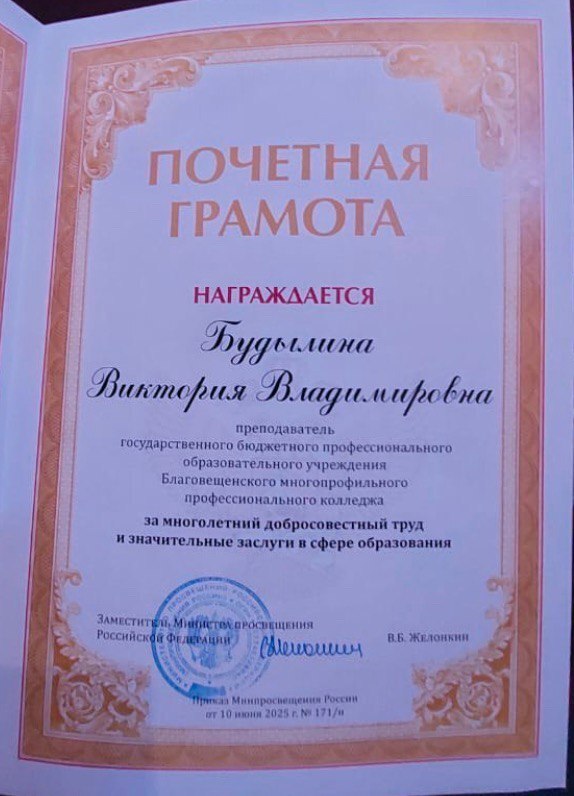 ПОЧЕТНАЯ
ГРАМОТА
НАГРАЖДАЕТСЯ
Будылина
Виктория Владимировна
преподаватель
государственного бюджетного профессионального
образовательного учреждения
Благовещенского многопрофильного
профессионального колледжа
за многолетний добросовестный труд
и значительные заслуги в сфере образования
Заместитель Министра просвещения
Российской Федерации
В.Б. Желонкин
Приказ Минпросвещения России
от 10 июня 2025 г. № 171/н